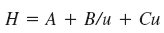 H = A + B/u + Cu